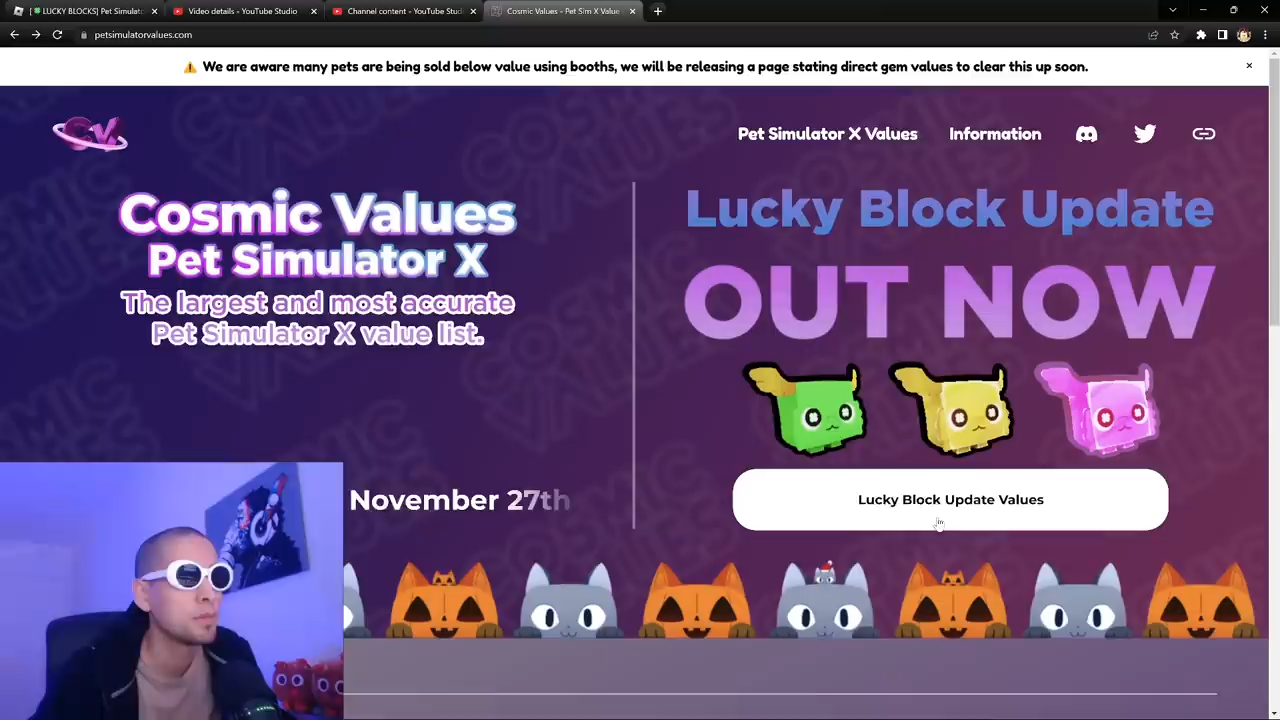 [🍀LUCKY BLOCKS] Pet Simulat
Video details - YouTube Studio
Channel content - YouTube Stud
Cosmic Values - Pet Sim X Value
petsimulatorvalues.com
⚠️ We are aware many pets are being sold below value using booths, we will be releasing a page stating direct gem values to clear this up soon.
CV
Pet Simulator X Values
Information
Cosmic Values
Pet Simulator X
The largest and most accurate
Pet Simulator X value list.
Lucky Block Update
OUT NOW
Lucky Block Update Values
November 27th